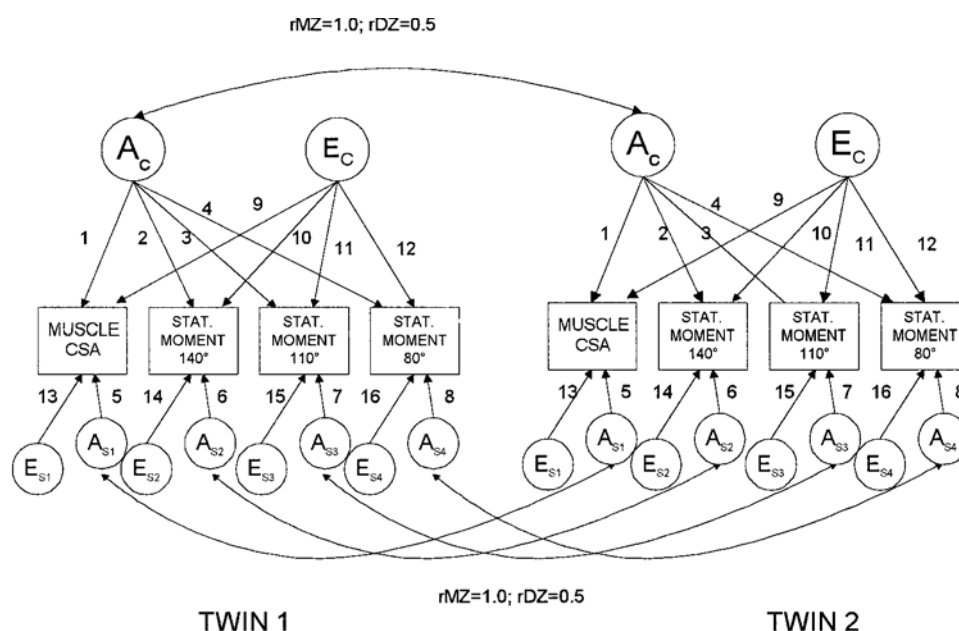 rMZ=1.0; rDZ=0.5
Ac Ec Ac Ec
1 2 3 4 9 10 11 12 1 2 3 4 9 10 11 12
MUSCLE CSA
STAT. MOMENT 140°
STAT. MOMENT 110°
STAT. MOMENT 80°
MUSCLE CSA
STAT. MOMENT 140°
STAT. MOMENT 110°
STAT. MOMENT 80°
13 5 14 6 15 7 16 8 13 5 14 6 15 7 16 8
ES1 AS1 ES2 AS2 ES3 AS3 ES4 AS4 ES1 AS1 ES2 AS2 ES3 AS3 ES4 AS4
rMZ=1.0; rDZ=0.5
TWIN 1 TWIN 2